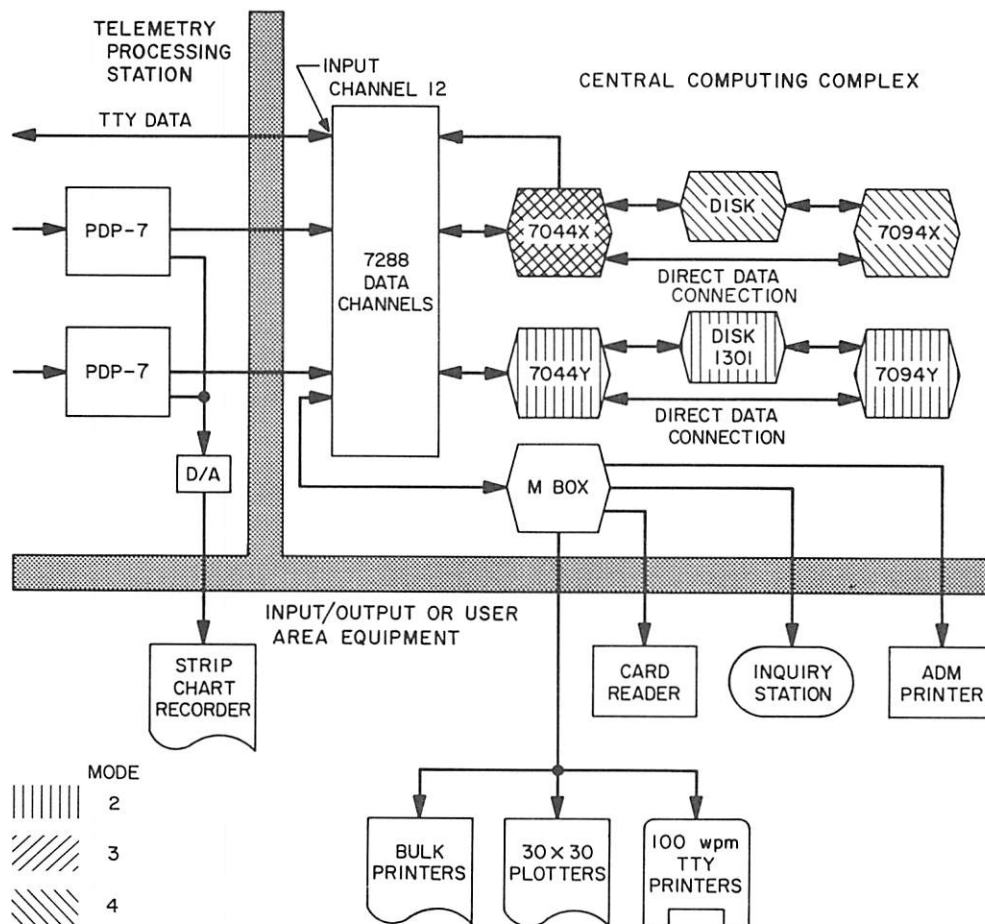 TELEMETRY
PROCESSING
STATION
INPUT
CHANNEL 12
CENTRAL COMPUTING COMPLEX
TTY DATA
PDP-7
7288
DATA
CHANNELS
7044X
DISK
7094X
DIRECT DATA
CONNECTION
PDP-7
7044Y
DISK
1301
7094Y
DIRECT DATA
CONNECTION
D/A
M BOX
INPUT/OUTPUT OR USER
AREA EQUIPMENT
STRIP
CHART
RECORDER
CARD
READER
INQUIRY
STATION
ADM
PRINTER
MODE
2
3
4
BULK
PRINTERS
30 × 30
PLOTTERS
100 wpm
TTY
PRINTERS